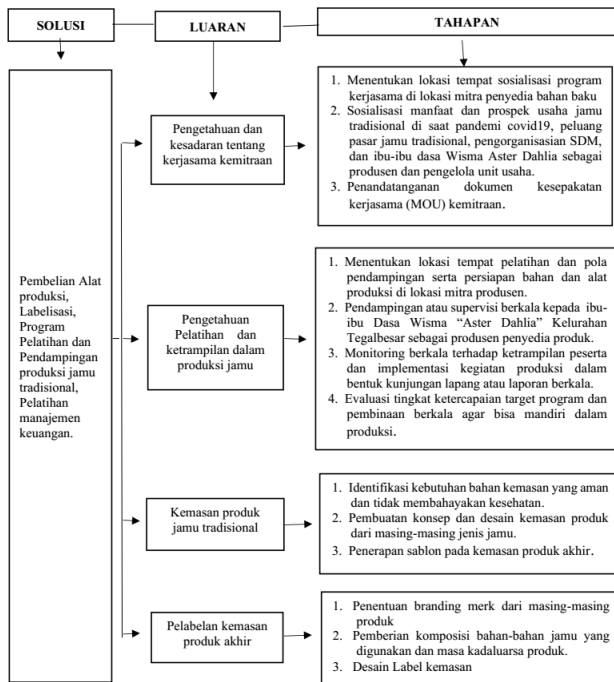 SOLUSI
LUARAN
TAHAPAN
Pembelian Alat
produksi,
Labelisasi,
Program
Pelatihan dan
Pendampingan
produksi jamu
tradisional,
Pelatihan
manajemen
keuangan.
Pengetahuan dan
kesadaran tentang
kerjasama kemitraan
1. Menentukan lokasi tempat sosialisasi program
kerjasama di lokasi mitra penyedia bahan baku
2. Sosialisasi manfaat dan prospek usaha jamu
tradisional di saat pandemi covid19, peluang
pasar jamu tradisional, pengorganisasian SDM,
dan ibu-ibu dasa Wisma Aster Dahlia sebagai
produsen dan pengelola unit usaha.
3. Penandatanganan dokumen kesepakatan
kerjasama (MOU) kemitraan.
Pengetahuan
Pelatihan dan
ketrampilan dalam
produksi jamu
1. Menentukan lokasi tempat pelatihan dan pola
pendampingan serta persiapan bahan dan alat
produksi di lokasi mitra produsen.
2. Pendampingan atau supervisi berkala kepada ibu-
ibu Dasa Wisma “Aster Dahlia” Kelurahan
Tegalbesar sebagai produsen penyedia produk.
3. Monitoring berkala terhadap ketrampilan peserta
dan implementasi kegiatan produksi dalam
bentuk kunjungan lapang atau laporan berkala.
4. Evaluasi tingkat ketercapaian target program dan
pembinaan berkala agar bisa mandiri dalam
produksi.
Kemasan produk
jamu tradisional
1. Identifikasi kebutuhan bahan kemasan yang aman
dan tidak membahayakan kesehatan.
2. Pembuatan konsep dan desain kemasan produk
dari masing-masing jenis jamu.
3. Penerapan sablon pada kemasan produk akhir.
Pelabelan kemasan
produk akhir
1. Penentuan branding merk dari masing-masing
produk
2. Pemberian komposisi bahan-bahan jamu yang
digunakan dan masa kadaluarsa produk.
3. Desain Label kemasan